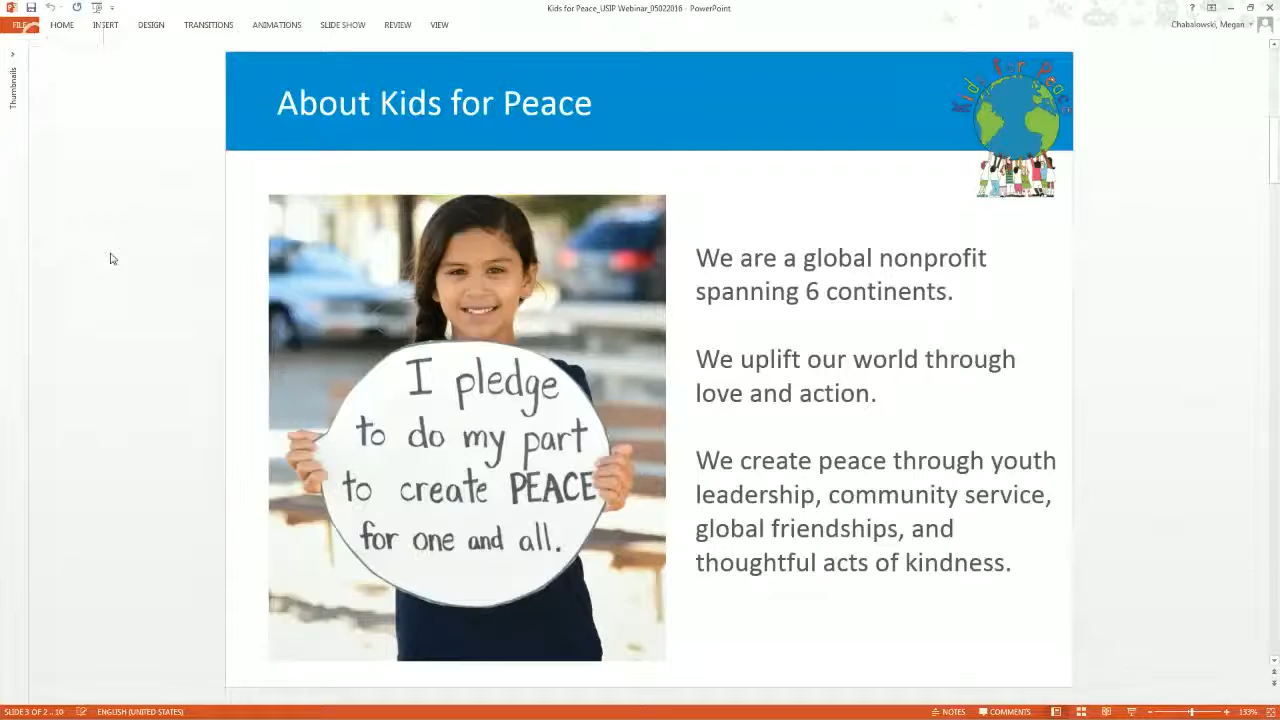 Kids for Peace_USIP Webinar_05022016 - PowerPoint
FILE HOME INSERT DESIGN TRANSITIONS ANIMATIONS SLIDE SHOW REVIEW VIEW
Chabalowski, Megan
Thumbnails
About Kids for Peace
Kids for Peace
I pledge
to do my part
to create PEACE
for one and all.
We are a global nonprofit
spanning 6 continents.
We uplift our world through
love and action.
We create peace through youth
leadership, community service,
global friendships, and
thoughtful acts of kindness.
SLIDE 3 OF 2... 10 ENGLISH (UNITED STATES) NOTES COMMENTS 133%